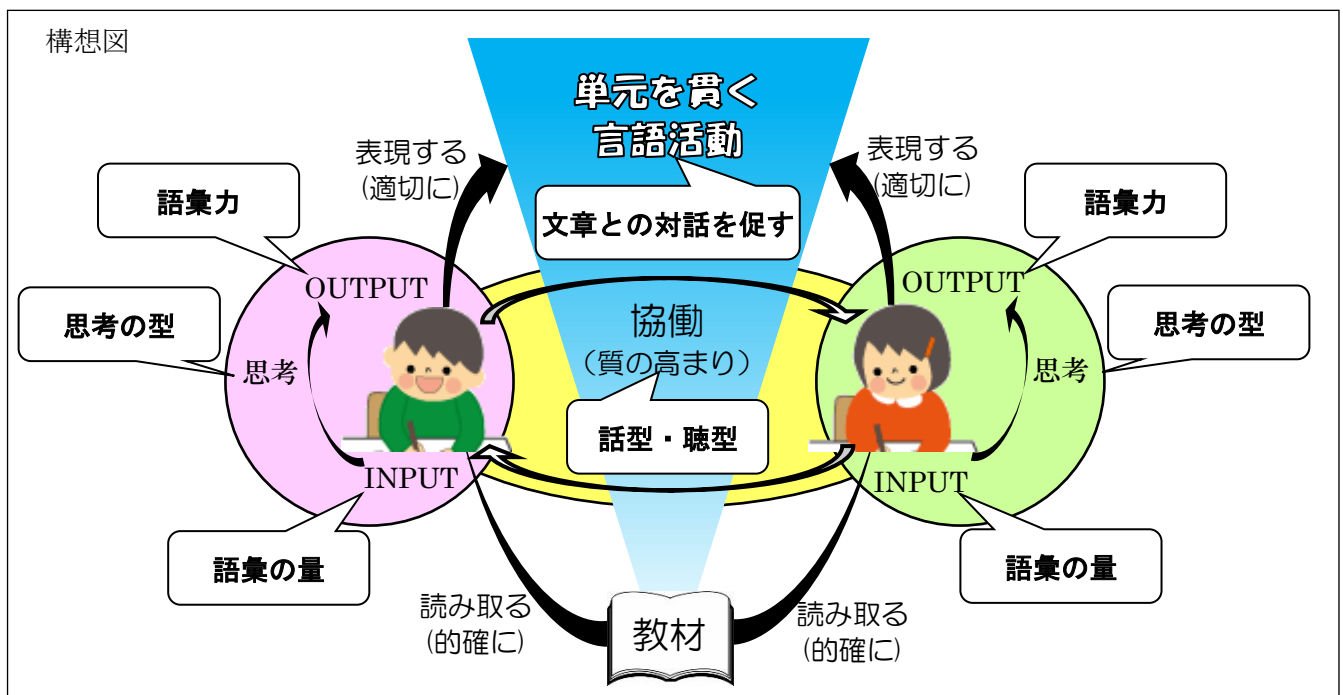 構想図
単元を貫く
言語活動
表現する
(適切に)
表現する
(適切に)
語彙力
文章との対話を促す
語彙力
OUTPUT
OUTPUT
思考の型
協働
(質の高まり)
思考の型
思考
思考
話型・聴型
INPUT
INPUT
語彙の量
語彙の量
読み取る
(的確に)
教材
読み取る
(的確に)